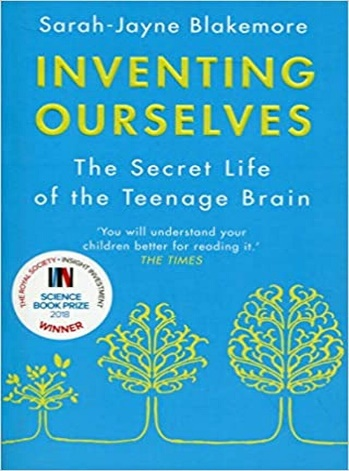 Sarah-Jayne Blakemore
INVENTING
OURSELVES
The Secret Life
of the Teenage Brain
'You will understand your
children better for reading it.'
THE TIMES
THE ROYAL SOCIETY • INSIGHT INVESTMENT
SCIENCE
BOOK PRIZE
2018
WINNER